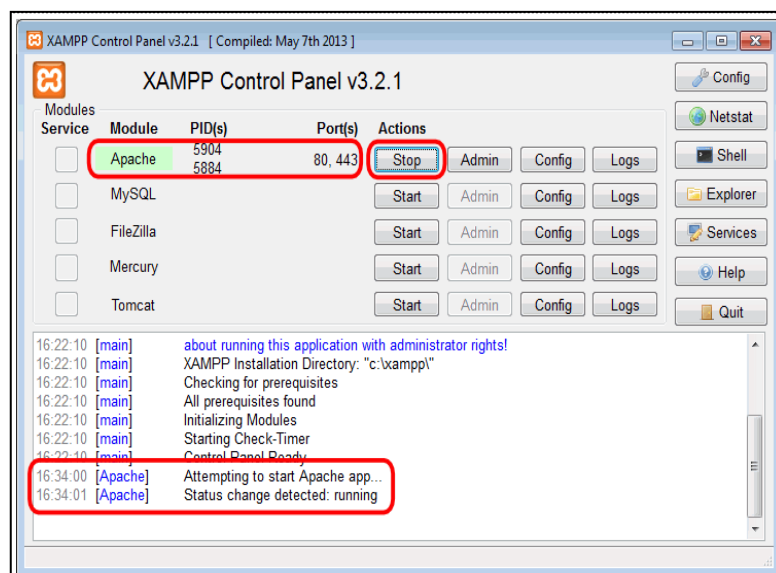 XAMPP Control Panel v3.2.1 [ Compiled: May 7th 2013 ]
XAMPP Control Panel v3.2.1
Config
Modules
Service Module PID(s) Port(s) Actions
Netstat
Apache 5904 5884 80, 443 Stop Admin Config Logs
Shell
MySQL Start Admin Config Logs
Explorer
FileZilla Start Admin Config Logs
Services
Mercury Start Admin Config Logs
Help
Tomcat Start Admin Config Logs
Quit
16:22:10 [main] about running this application with administrator rights!
16:22:10 [main] XAMPP Installation Directory: "c:\xampp\"
16:22:10 [main] Checking for prerequisites
16:22:10 [main] All prerequisites found
16:22:10 [main] Initializing Modules
16:22:10 [main] Starting Check-Timer
16:22:10 [main] Control Panel Ready
16:34:00 [Apache] Attempting to start Apache app...
16:34:01 [Apache] Status change detected: running